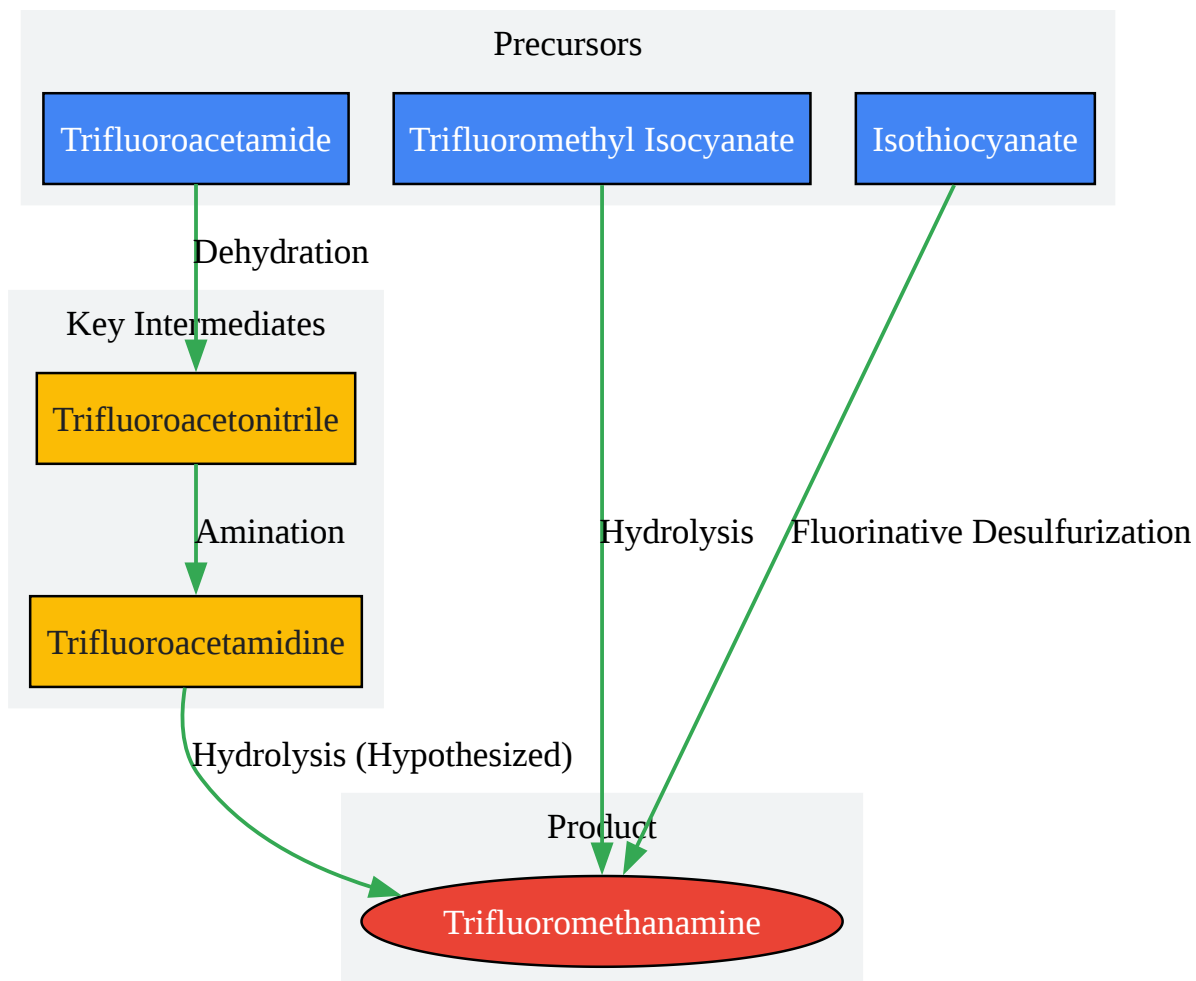 Precursors
Trifluoroacetamide
Trifluoromethyl Isocyanate
Isothiocyanate
Dehydration
Key Intermediates
Trifluoroacetonitrile
Amination
Hydrolysis
Fluorinative Desulfurization
Trifluoroacetamidine
Hydrolysis (Hypothesized)
Product
Trifluoromethanamine